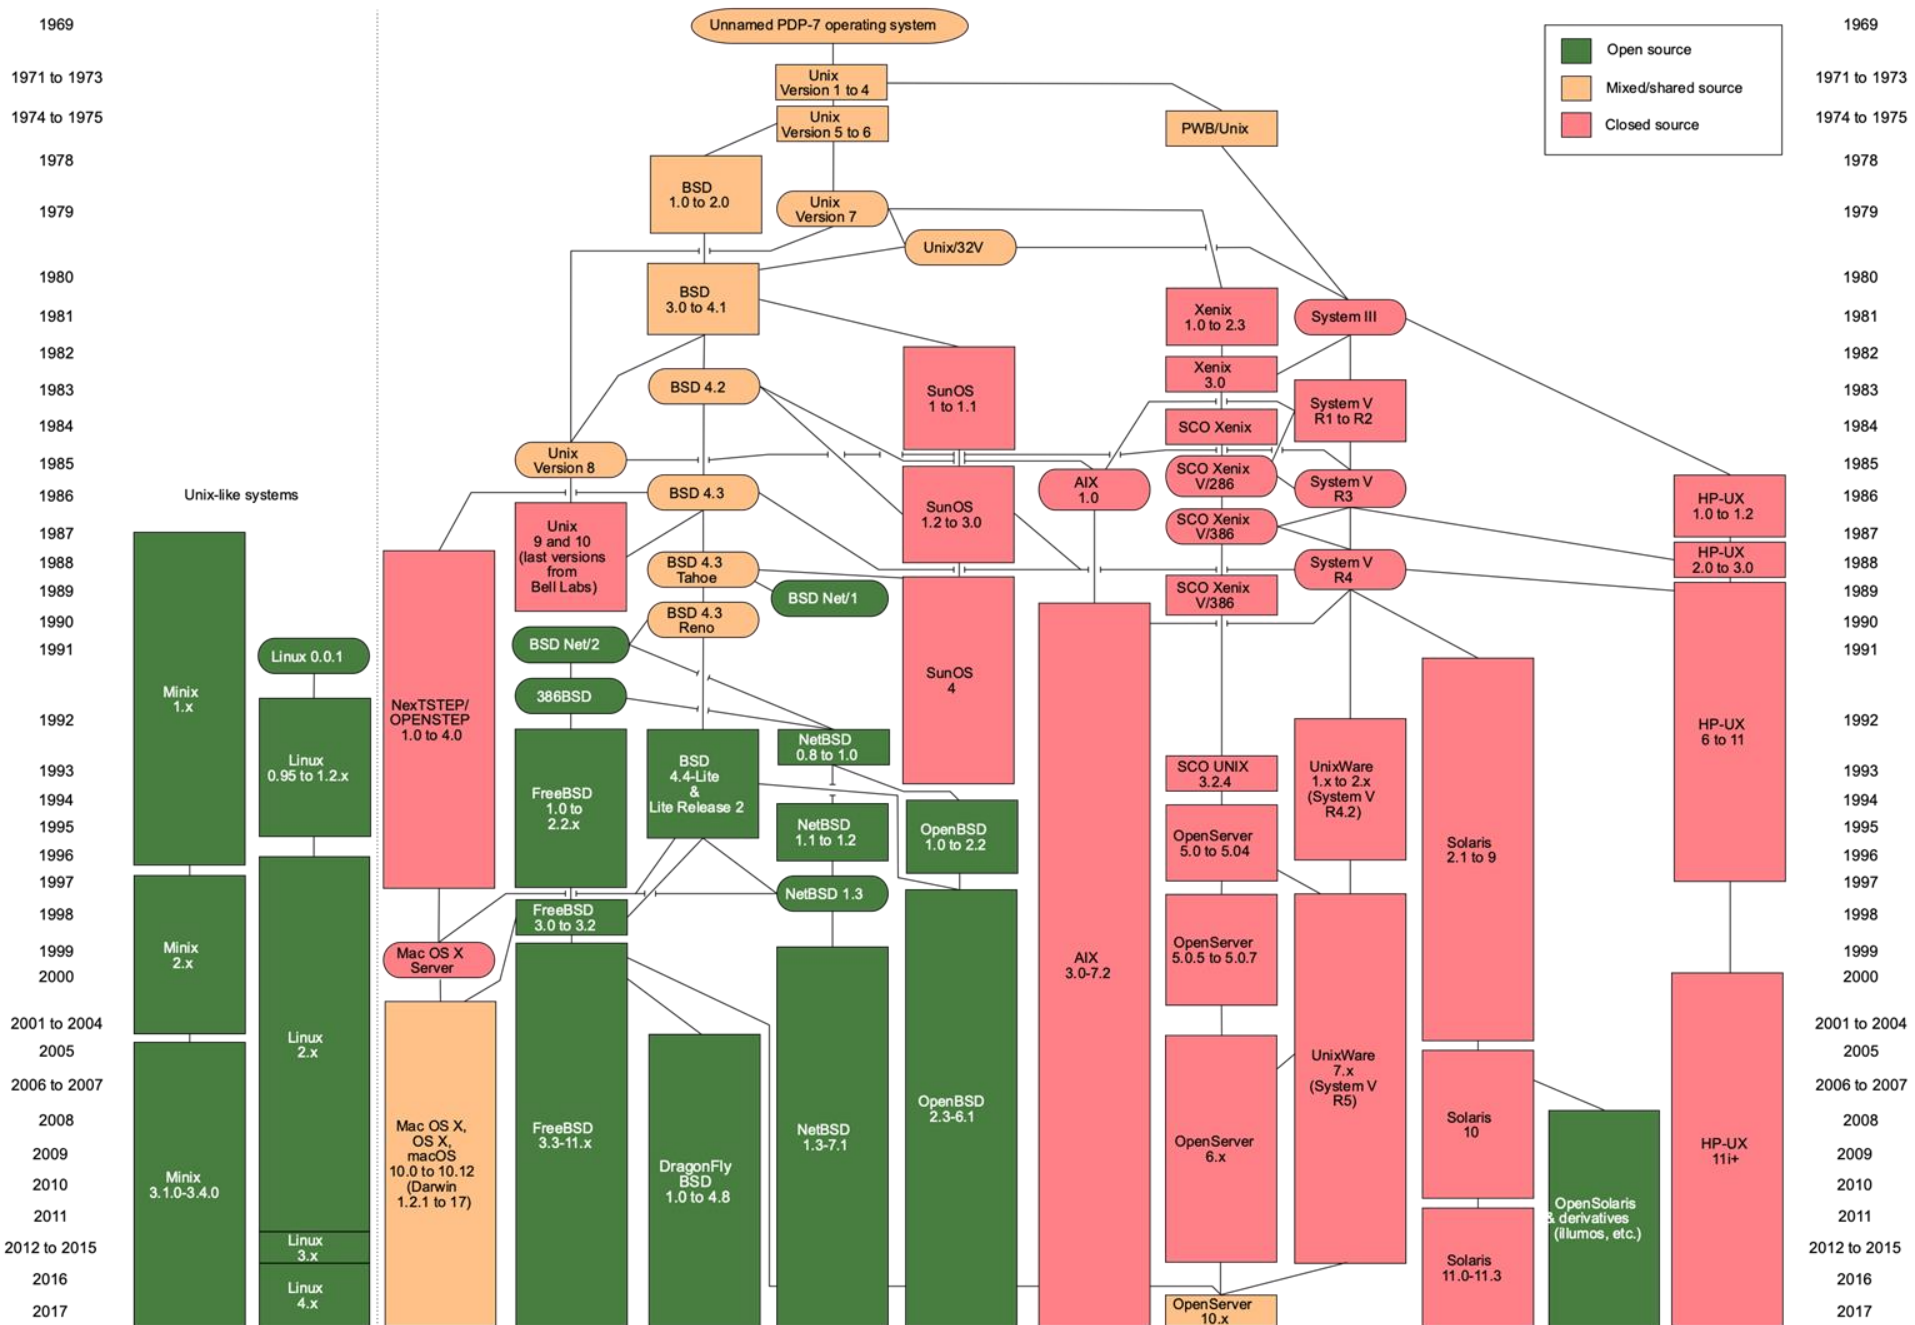 1969
1971 to 1973
1974 to 1975
1978
1979
1980
1981
1982
1983
1984
1985
1986
1987
1988
1989
1990
1991
1992
1993
1994
1995
1996
1997
1998
1999
2000
2001 to 2004
2005
2006 to 2007
2008
2009
2010
2011
2012 to 2015
2016
2017
Unix-like systems
Minix
1.x
Minix
2.x
Minix
3.1.0-3.4.0
Linux 0.0.1
Linux
0.95 to 1.2.x
Linux
2.x
Linux
3.x
Linux
4.x
Unnamed PDP-7 operating system
Unix
Version 1 to 4
Unix
Version 5 to 6
PWB/Unix
BSD
1.0 to 2.0
Unix
Version 7
Unix/32V
BSD
3.0 to 4.1
Xenix
1.0 to 2.3
System III
Xenix
3.0
BSD 4.2
SunOS
1 to 1.1
System V
R1 to R2
SCO Xenix
Unix
Version 8
SCO Xenix
V/286
AIX
1.0
System V
R3
BSD 4.3
SunOS
1.2 to 3.0
HP-UX
1.0 to 1.2
Unix
9 and 10
(last versions
from
Bell Labs)
SCO Xenix
V/386
HP-UX
2.0 to 3.0
BSD 4.3
Tahoe
System V
R4
BSD Net/1
SCO Xenix
V/386
BSD 4.3
Reno
BSD Net/2
386BSD
SunOS
4
NexTSTEP/
OPENSTEP
1.0 to 4.0
HP-UX
6 to 11
NetBSD
0.8 to 1.0
BSD
4.4-Lite
&
Lite Release 2
FreeBSD
1.0 to
2.2.x
SCO UNIX
3.2.4
UnixWare
1.x to 2.x
(System V
R4.2)
NetBSD
1.1 to 1.2
OpenBSD
1.0 to 2.2
OpenServer
5.0 to 5.04
Solaris
2.1 to 9
NetBSD 1.3
FreeBSD
3.0 to 3.2
Mac OS X
Server
OpenServer
5.0.5 to 5.0.7
AIX
3.0-7.2
UnixWare
7.x
(System V
R5)
OpenBSD
2.3-6.1
FreeBSD
3.3-11.x
NetBSD
1.3-7.1
DragonFly
BSD
1.0 to 4.8
Mac OS X,
OS X,
macOS
10.0 to 10.12
(Darwin
1.2.1 to 17)
OpenServer
6.x
Solaris
10
HP-UX
11i+
OpenSolaris
& derivatives
(illumos, etc.)
Solaris
11.0-11.3
OpenServer
10.x
Open source
Mixed/shared source
Closed source
1969
1971 to 1973
1974 to 1975
1978
1979
1980
1981
1982
1983
1984
1985
1986
1987
1988
1989
1990
1991
1992
1993
1994
1995
1996
1997
1998
1999
2000
2001 to 2004
2005
2006 to 2007
2008
2009
2010
2011
2012 to 2015
2016
2017